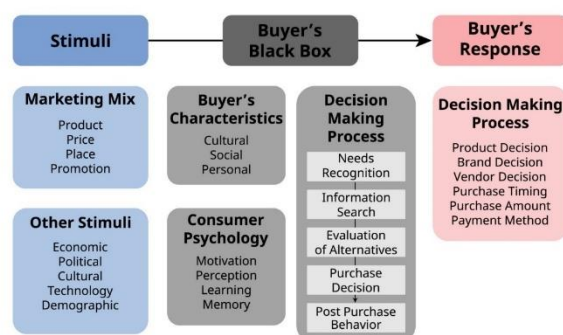 Stimuli
Buyer's
Black Box
Buyer's
Response
Marketing Mix
Product
Price
Place
Promotion
Other Stimuli
Economic
Political
Cultural
Technology
Demographic
Buyer's
Characteristics
Cultural
Social
Personal
Consumer
Psychology
Motivation
Perception
Learning
Memory
Decision
Making
Process
Needs
Recognition
Information
Search
Evaluation
of Alternatives
Purchase
Decision
Post Purchase
Behavior
Decision Making
Process
Product Decision
Brand Decision
Vendor Decision
Purchase Timing
Purchase Amount
Payment Method